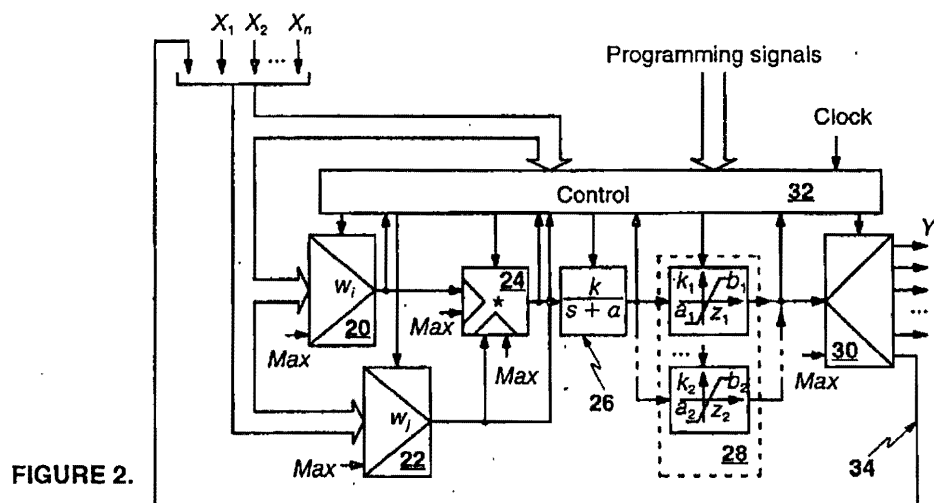 X1 X2 ... Xn
Programming signals
Clock
Control 32
wi
20
Max
24
*
Max
Max
k
s + a
26
k1 b1
a1 z1
...
k2 b2
a2 z2
28
30
Max
Y
...
wj
22
Max
34
FIGURE 2.